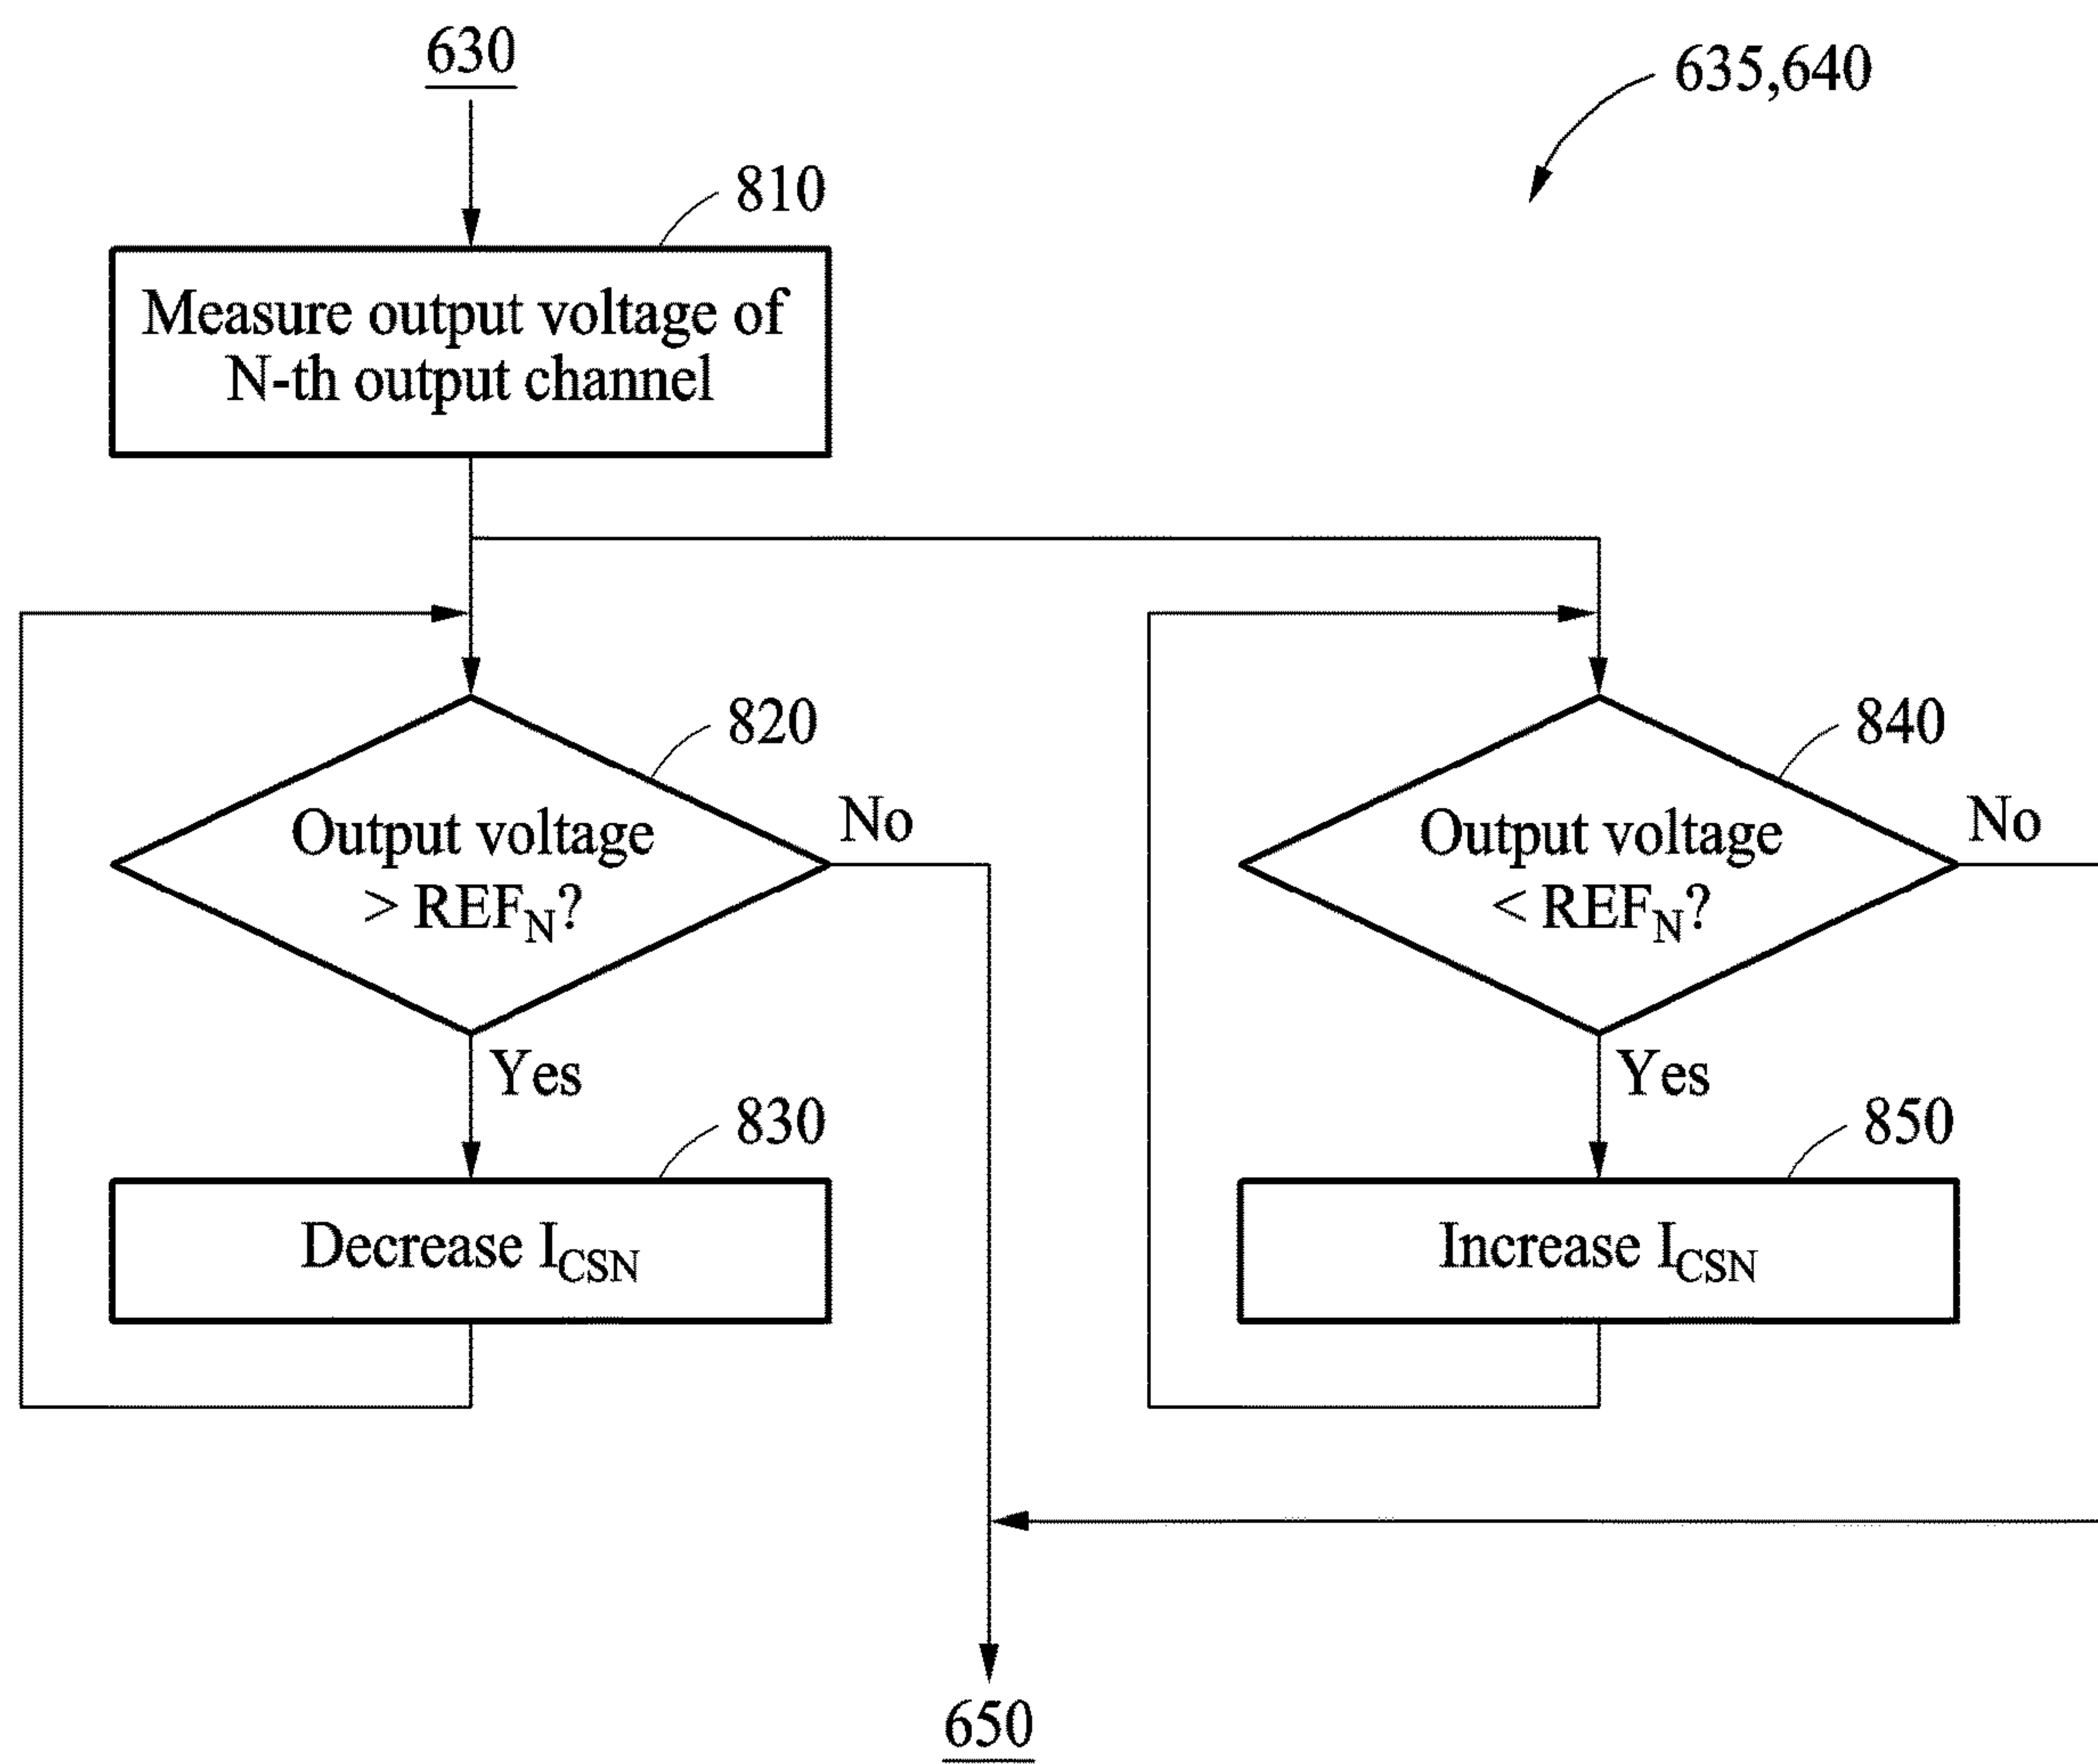 630
635,640
810
Measure output voltage of
N-th output channel
820
Output voltage
> REF_N?
No
Yes
830
Decrease I_CSN
840
Output voltage
< REF_N?
No
Yes
850
Increase I_CSN
650